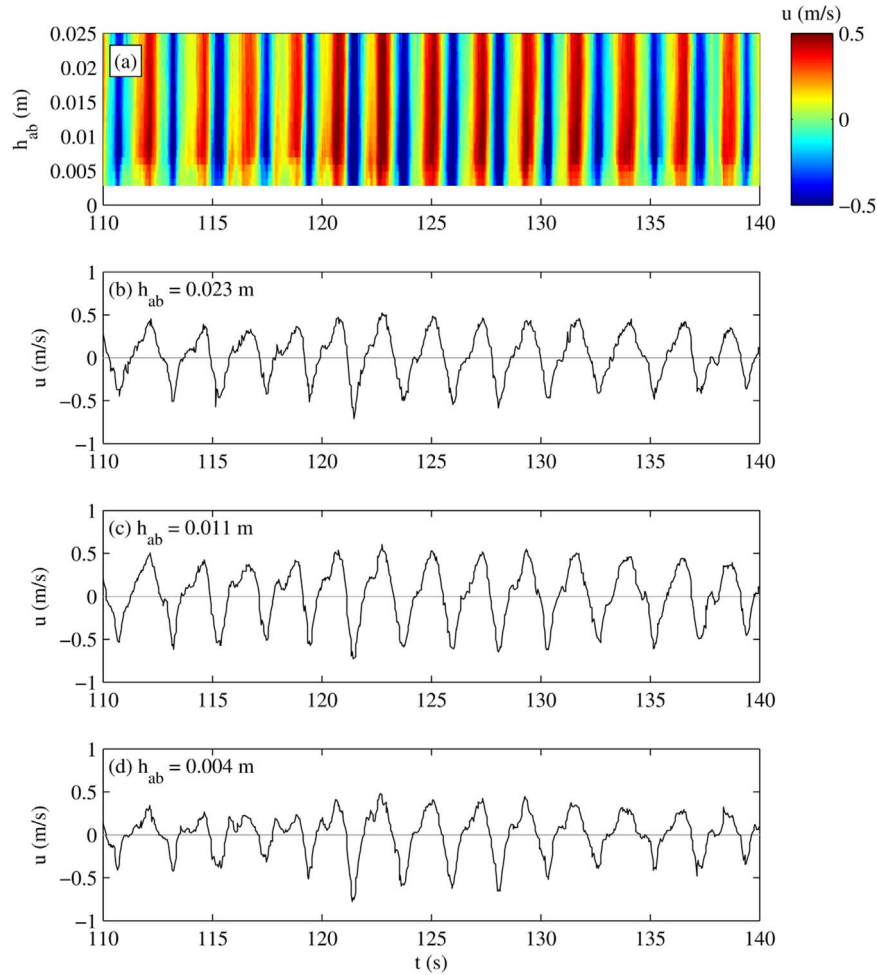 u (m/s)
(a)
0.025
0.02
0.015
0.01
0.005
0
h_ab (m)
0.5
0
−0.5
110 115 120 125 130 135 140
(b) h_ab = 0.023 m
1
0.5
0
−0.5
−1
u (m/s)
110 115 120 125 130 135 140
(c) h_ab = 0.011 m
1
0.5
0
−0.5
−1
u (m/s)
110 115 120 125 130 135 140
(d) h_ab = 0.004 m
1
0.5
0
−0.5
−1
u (m/s)
110 115 120 125 130 135 140
t (s)